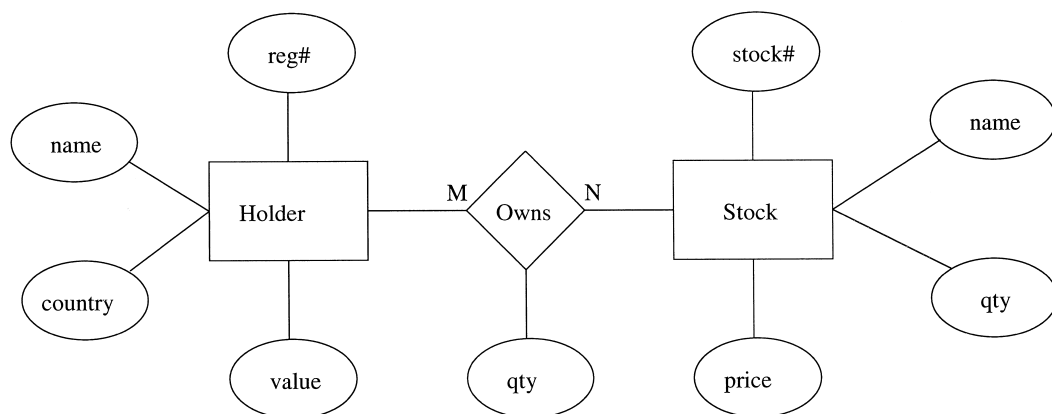 reg#
stock#
name
name
M
N
Holder
Owns
Stock
country
qty
value
qty
price